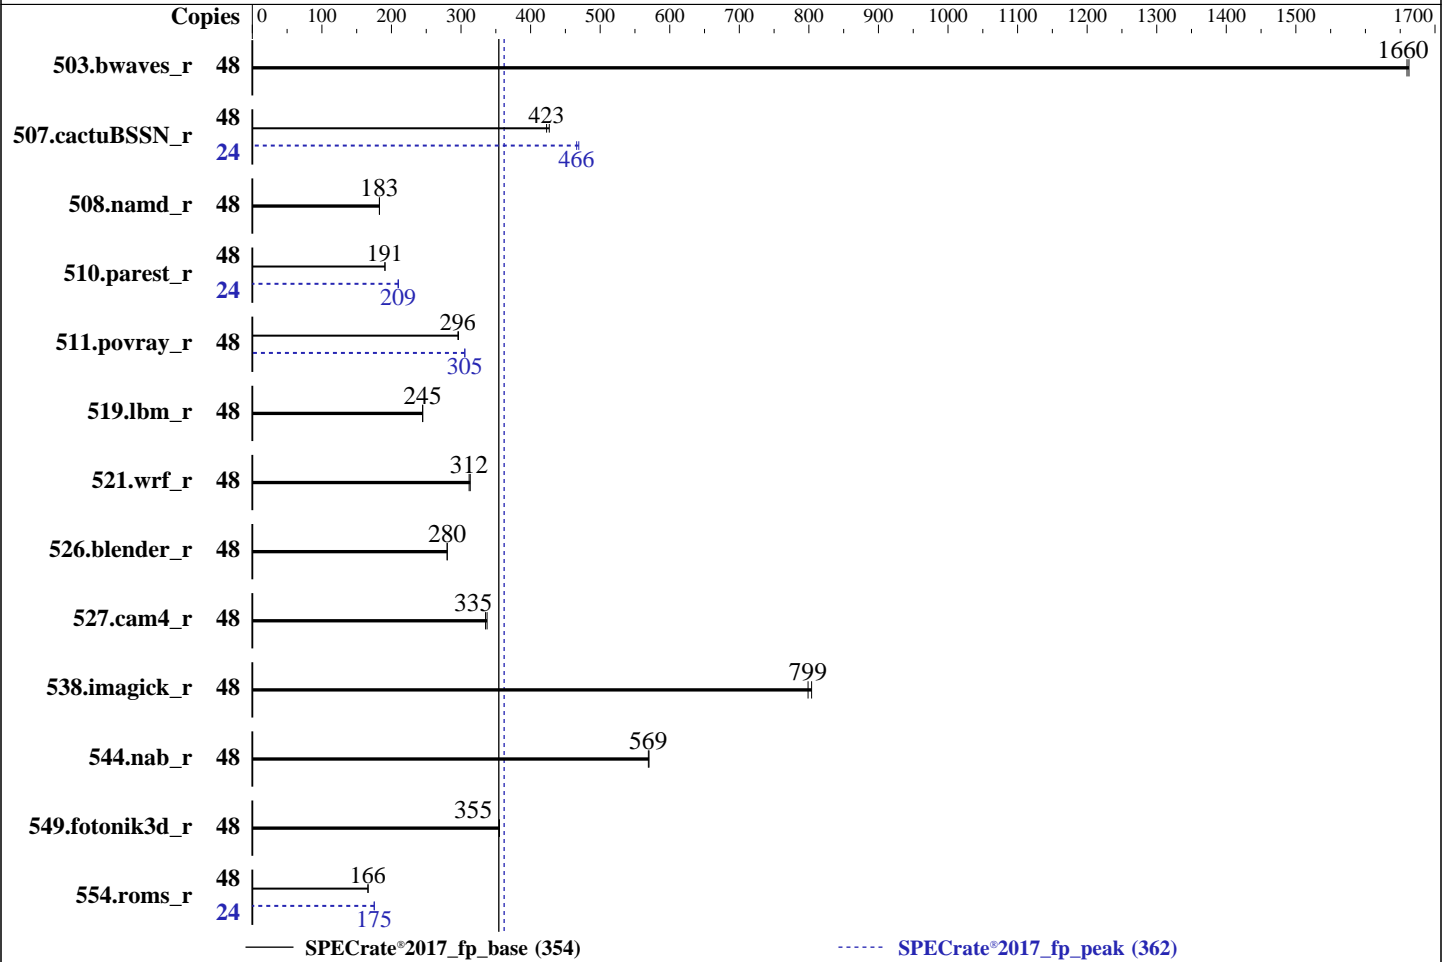 Copies 0 100 200 300 400 500 600 700 800 900 1000 1100 1200 1300 1400 1500 1700
503.bwaves_r 48 1660
507.cactuBSSN_r 48 423
24 466
508.namd_r 48 183
510.parest_r 48 191
24 209
511.povray_r 48 296
305
519.lbm_r 48 245
521.wrf_r 48 312
526.blender_r 48 280
527.cam4_r 48 335
538.imagick_r 48 799
544.nab_r 48 569
549.fotonik3d_r 48 355
554.roms_r 48 166
24 175
SPECrate®2017_fp_base (354) SPECrate®2017_fp_peak (362)